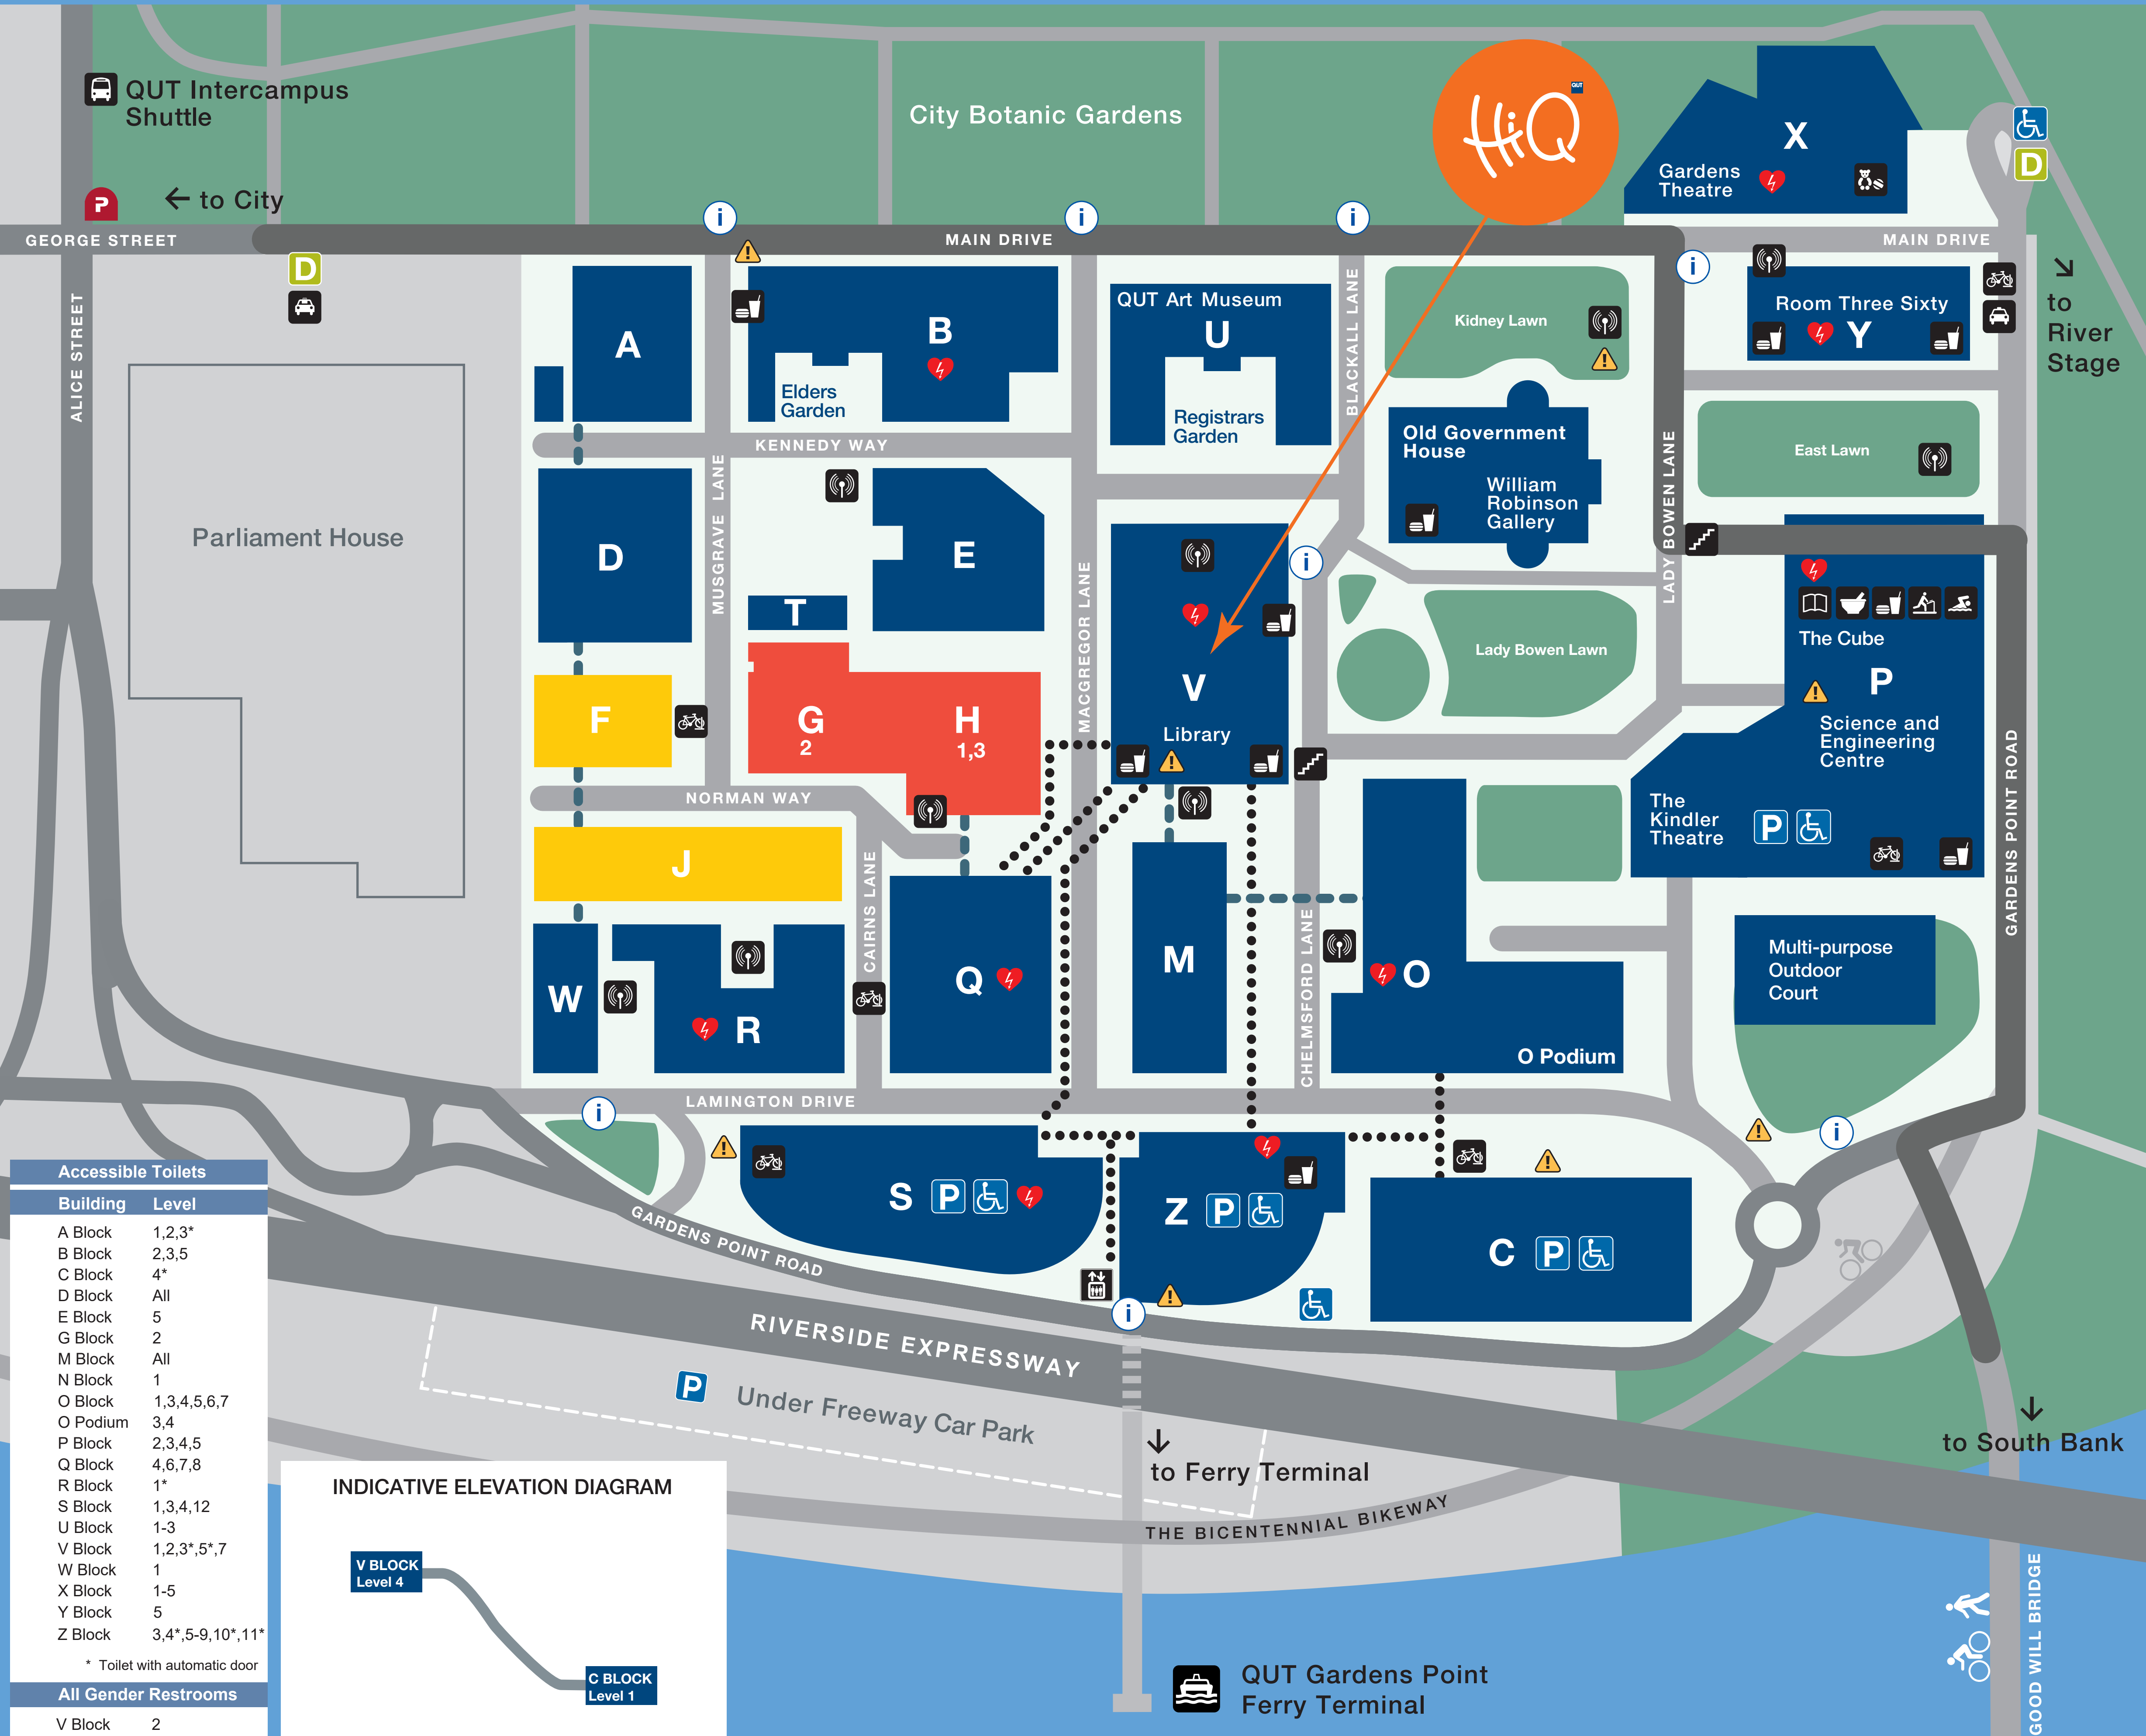 QUT Intercampus
Shuttle
P
← to City
City Botanic Gardens
HiQ
QUT
X
Gardens
Theatre
D
GEORGE STREET
MAIN DRIVE
MAIN DRIVE
i
i
i
i
D
ALICE STREET
A
B
Elders
Garden
QUT Art Museum
U
Registrars
Garden
BLACKALL LANE
Kidney Lawn
Room Three Sixty
Y
to
River
Stage
KENNEDY WAY
Old Government
House
William
Robinson
Gallery
East Lawn
LADY BOWEN LANE
Parliament House
D
MUSGRAVE LANE
E
T
MACGREGOR LANE
i
V
Library
Lady Bowen Lawn
The Cube
P
Science and
Engineering
Centre
The
Kindler
Theatre
P
GARDENS POINT ROAD
F
G
2
H
1,3
NORMAN WAY
J
CAIRNS LANE
W
R
Q
M
CHELMSFORD LANE
O
O Podium
Multi-purpose
Outdoor
Court
LAMINGTON DRIVE
i
i
S
P
Z
P
C
P
GARDENS POINT ROAD
i
RIVERSIDE EXPRESSWAY
P
Under Freeway Car Park
to Ferry Terminal
to South Bank
THE BICENTENNIAL BIKEWAY
GOOD WILL BRIDGE
QUT Gardens Point
Ferry Terminal
Accessible Toilets
Building Level
A Block 1,2,3*
B Block 2,3,5
C Block 4*
D Block All
E Block 5
G Block 2
M Block All
N Block 1
O Block 1,3,4,5,6,7
O Podium 3,4
P Block 2,3,4,5
Q Block 4,6,7,8
R Block 1*
S Block 1,3,4,12
U Block 1-3
V Block 1,2,3*,5*,7
W Block 1
X Block 1-5
Y Block 5
Z Block 3,4*,5-9,10*,11*
* Toilet with automatic door
All Gender Restrooms
V Block 2
INDICATIVE ELEVATION DIAGRAM
V BLOCK
Level 4
C BLOCK
Level 1